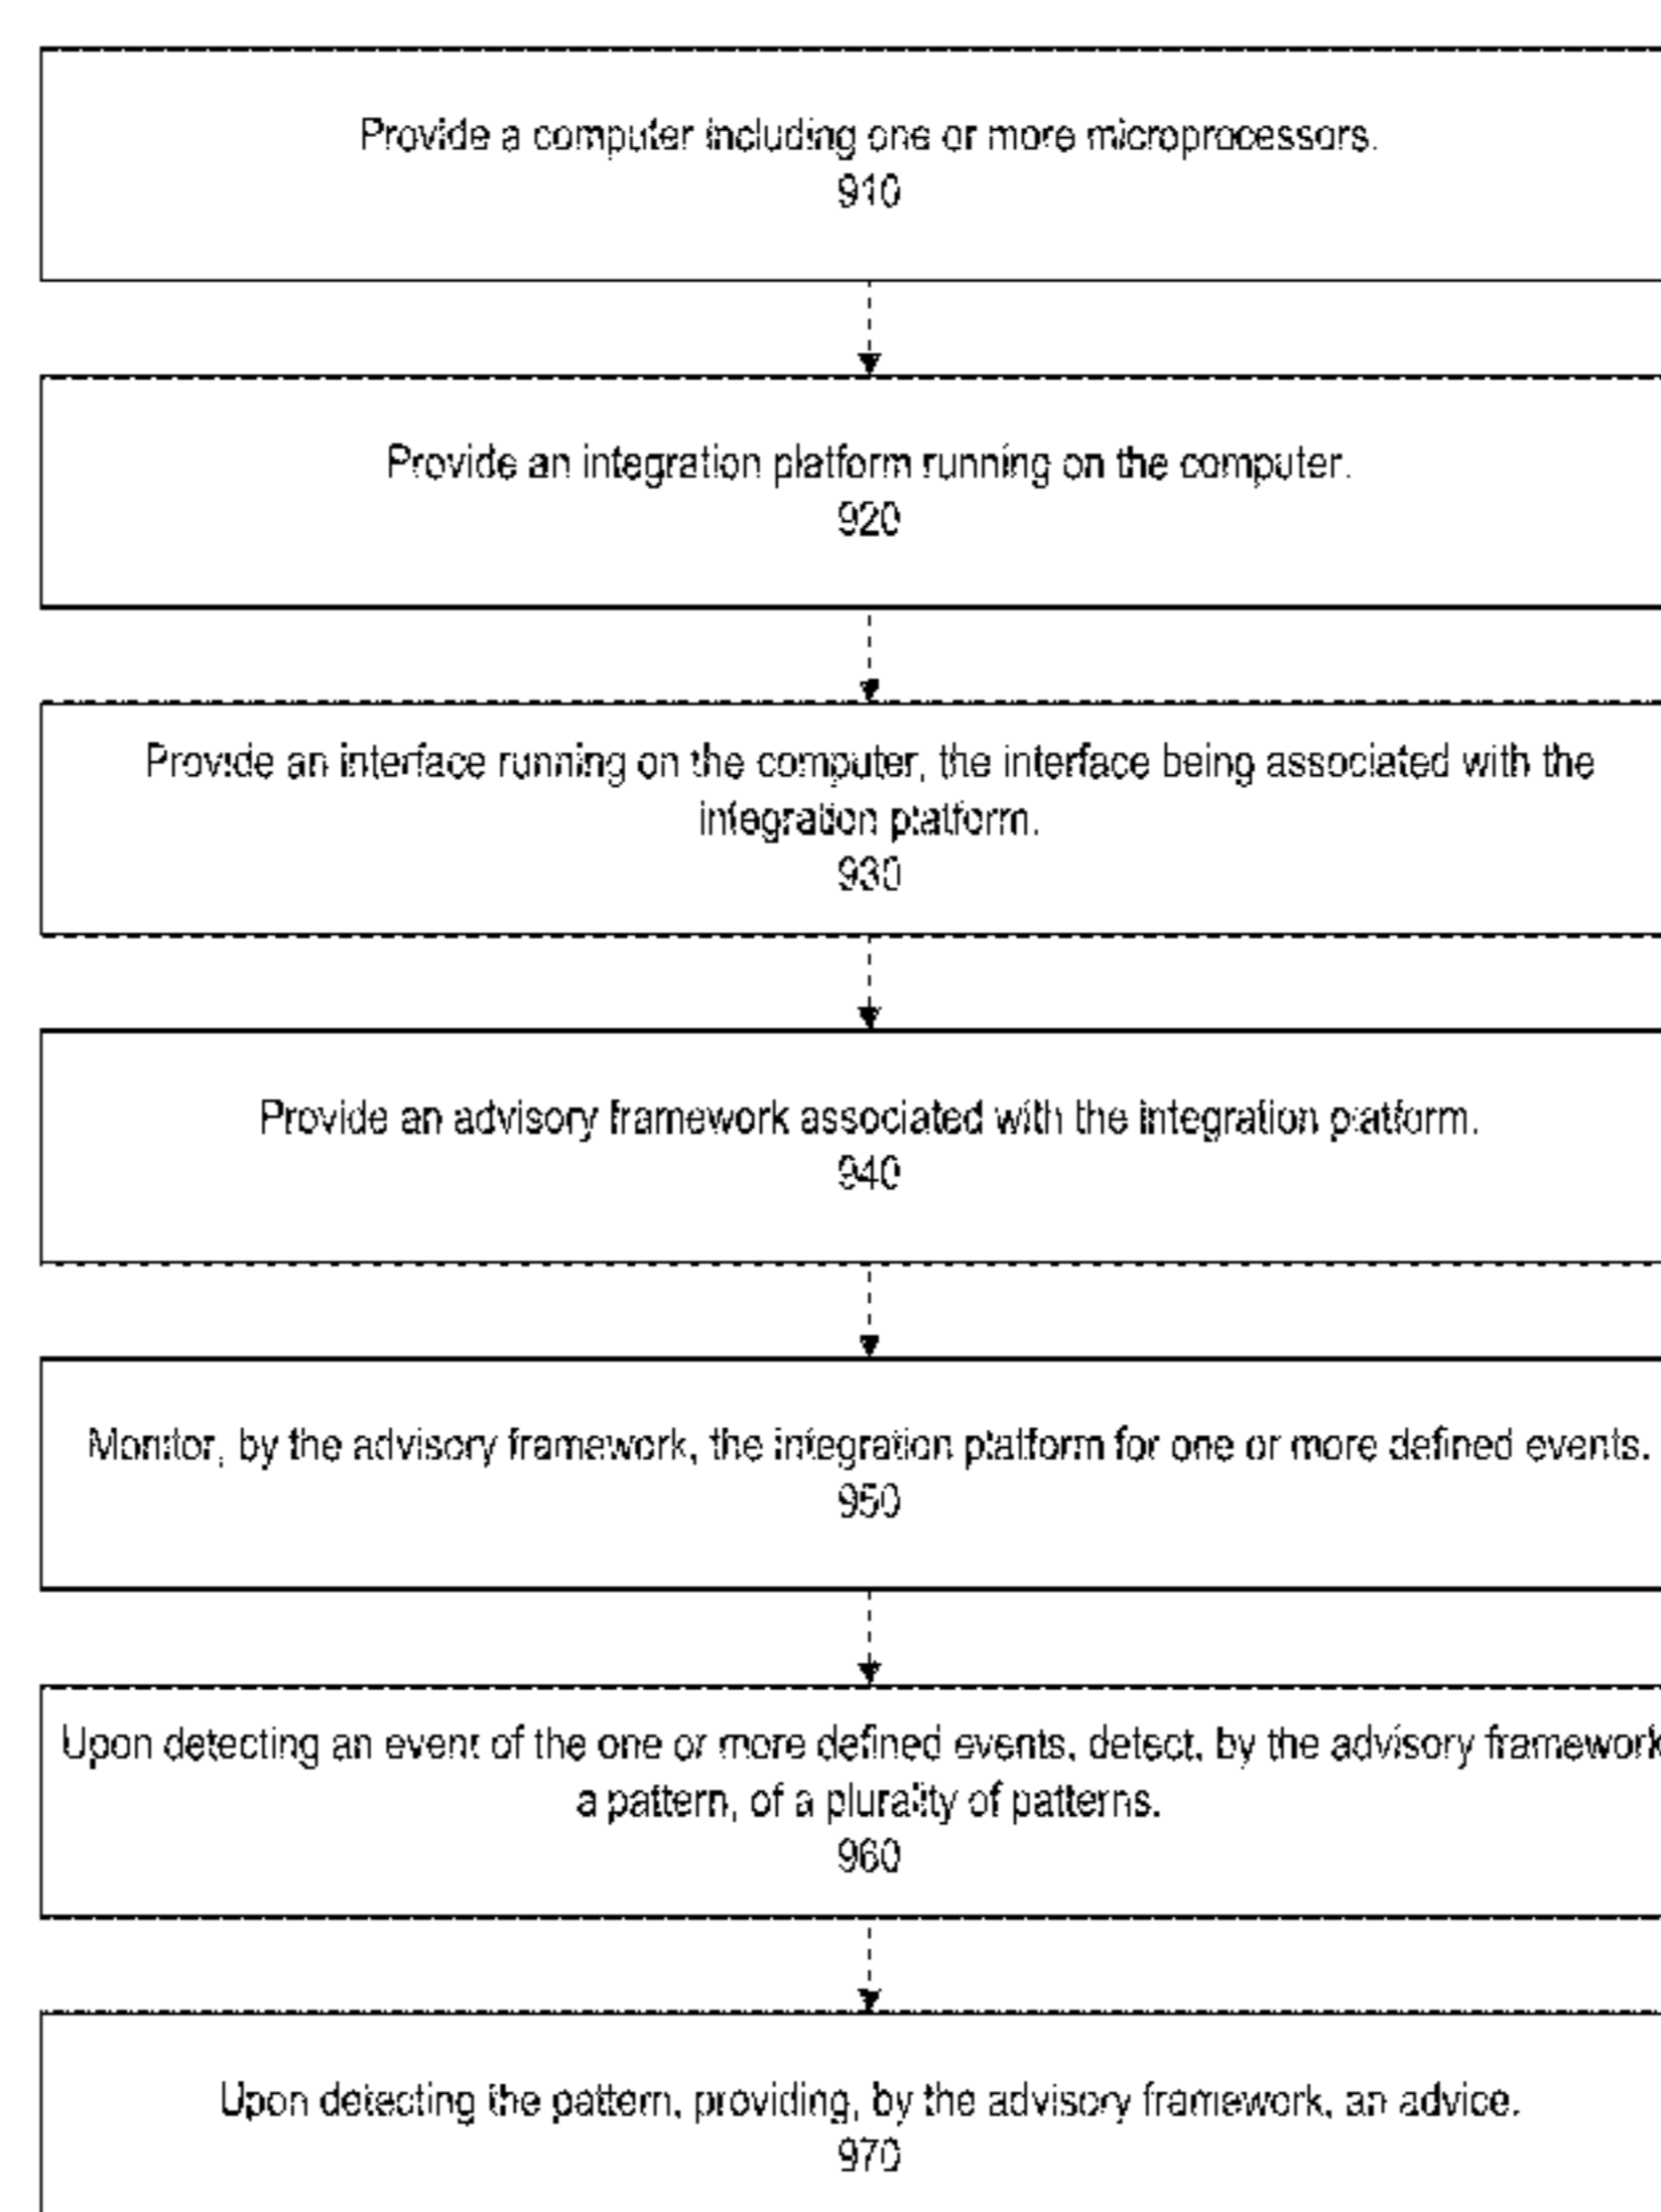 Provide a computer including one or more microprocessors.
910
Provide an integration platform running on the computer.
920
Provide an interface running on the computer, the interface being associated with the
integration platform.
930
Provide an advisory framework associated with the integration platform.
940
Monitor, by the advisory framework, the integration platform for one or more defined events.
950
Upon detecting an event of the one or more defined events, detect, by the advisory framework
a pattern, of a plurality of patterns.
960
Upon detecting the pattern, providing, by the advisory framework, an advice.
970